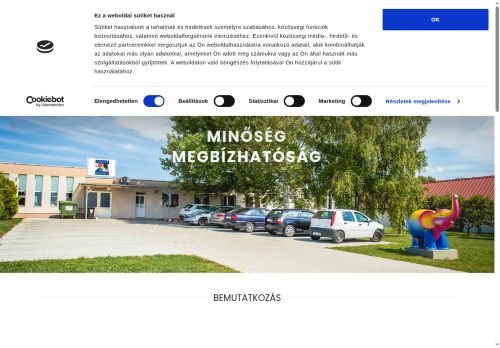 Ez a weboldal sütiket használ
Sütiket használunk a tartalmak és hirdetések személyre szabásához, közösségi funkciók
biztosításához, valamint weboldalforgalmunk elemzéséhez. Ezenkívül közösségi média-, hirdető- és
elemező partnereinkkel megosztjuk az Ön weboldalhasználatra vonatkozó adatait, akik kombinálhatják
az adatokat más olyan adatokkal, amelyeket Ön adott meg számukra vagy az Ön által használt más
szolgáltatásokból gyűjtöttek. A weboldalon való böngészés folytatásával Ön hozzájárul a sütik
használatához.
OK
Cookiebot
by Usercentrics
Elengedhetetlen
Beállítások
Statisztikai
Marketing
Részletek megjelenítése
MINŐSÉG
MEGBÍZHATÓSÁG
BEMUTATKOZÁS